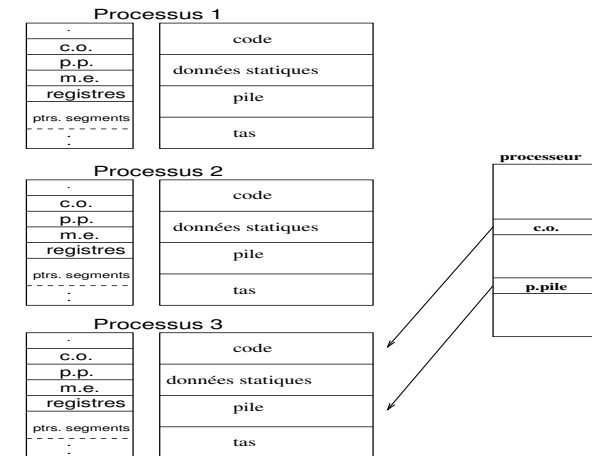 Processus 1
.
c.o.
p.p.
m.e.
registres
ptrs. segments
:
code
données statiques
pile
tas
Processus 2
.
c.o.
p.p.
m.e.
registres
ptrs. segments
:
code
données statiques
pile
tas
Processus 3
.
c.o.
p.p.
m.e.
registres
ptrs. segments
:
code
données statiques
pile
tas
processeur
c.o.
p.pile